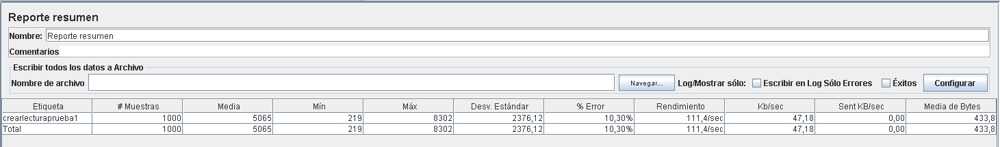 Reporte resumen
Nombre: Reporte resumen
Comentarios
Escribir todos los datos a Archivo
Nombre de archivo Navegar... Log/Mostrar sólo: Escribir en Log Sólo Errores Éxitos Configurar
Etiqueta # Muestras Media Mín Máx Desv. Estándar % Error Rendimiento Kb/sec Sent KB/sec Media de Bytes
crearlecturaprueba1 1000 5065 219 8302 2376,12 10,30% 111,4/sec 47,18 0,00 433,8
Total 1000 5065 219 8302 2376,12 10,30% 111,4/sec 47,18 0,00 433,8